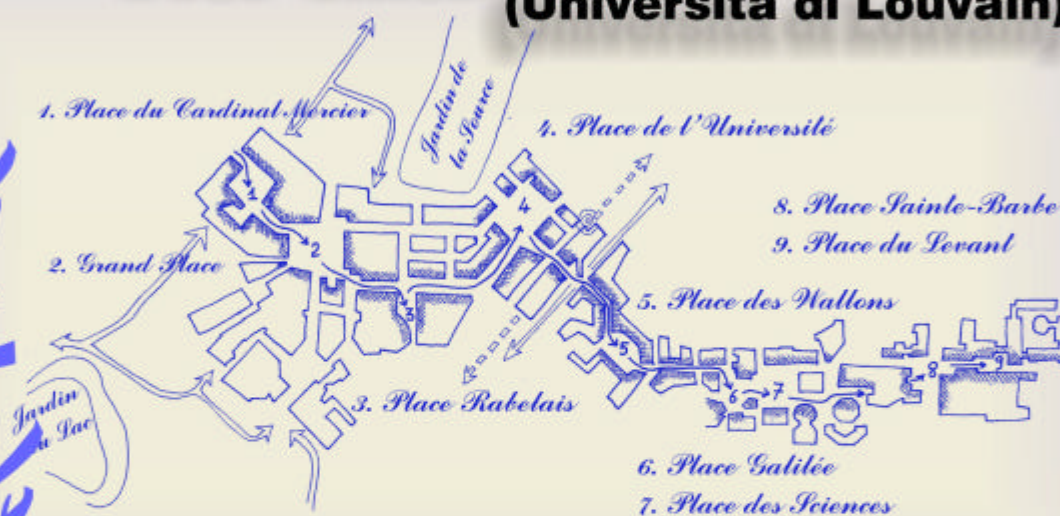 (Università di Louvain)
1. Place du Cardinal Mercier
Jardin de
la Source
4. Place de l'Université
8. Place Sainte-Barbe
9. Place du Levant
2. Grand Place
5. Place des Wallons
3. Place Rabelais
Jardin
du Lac
6. Place Galilée
7. Place des Sciences
1
2
3
4
5
6
7
8
9